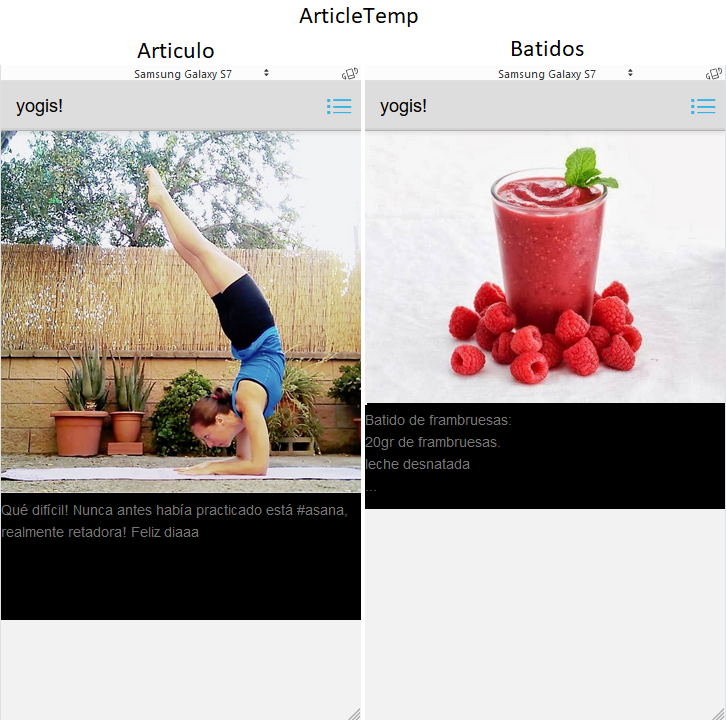 ArticleTemp
Articulo
Batidos
Samsung Galaxy S7
Samsung Galaxy S7
yogis!
yogis!
Qué difícil! Nunca antes había practicado está #asana,
realmente retadora! Feliz diaaa
Batido de frambruesas:
20gr de frambruesas.
leche desnatada
...